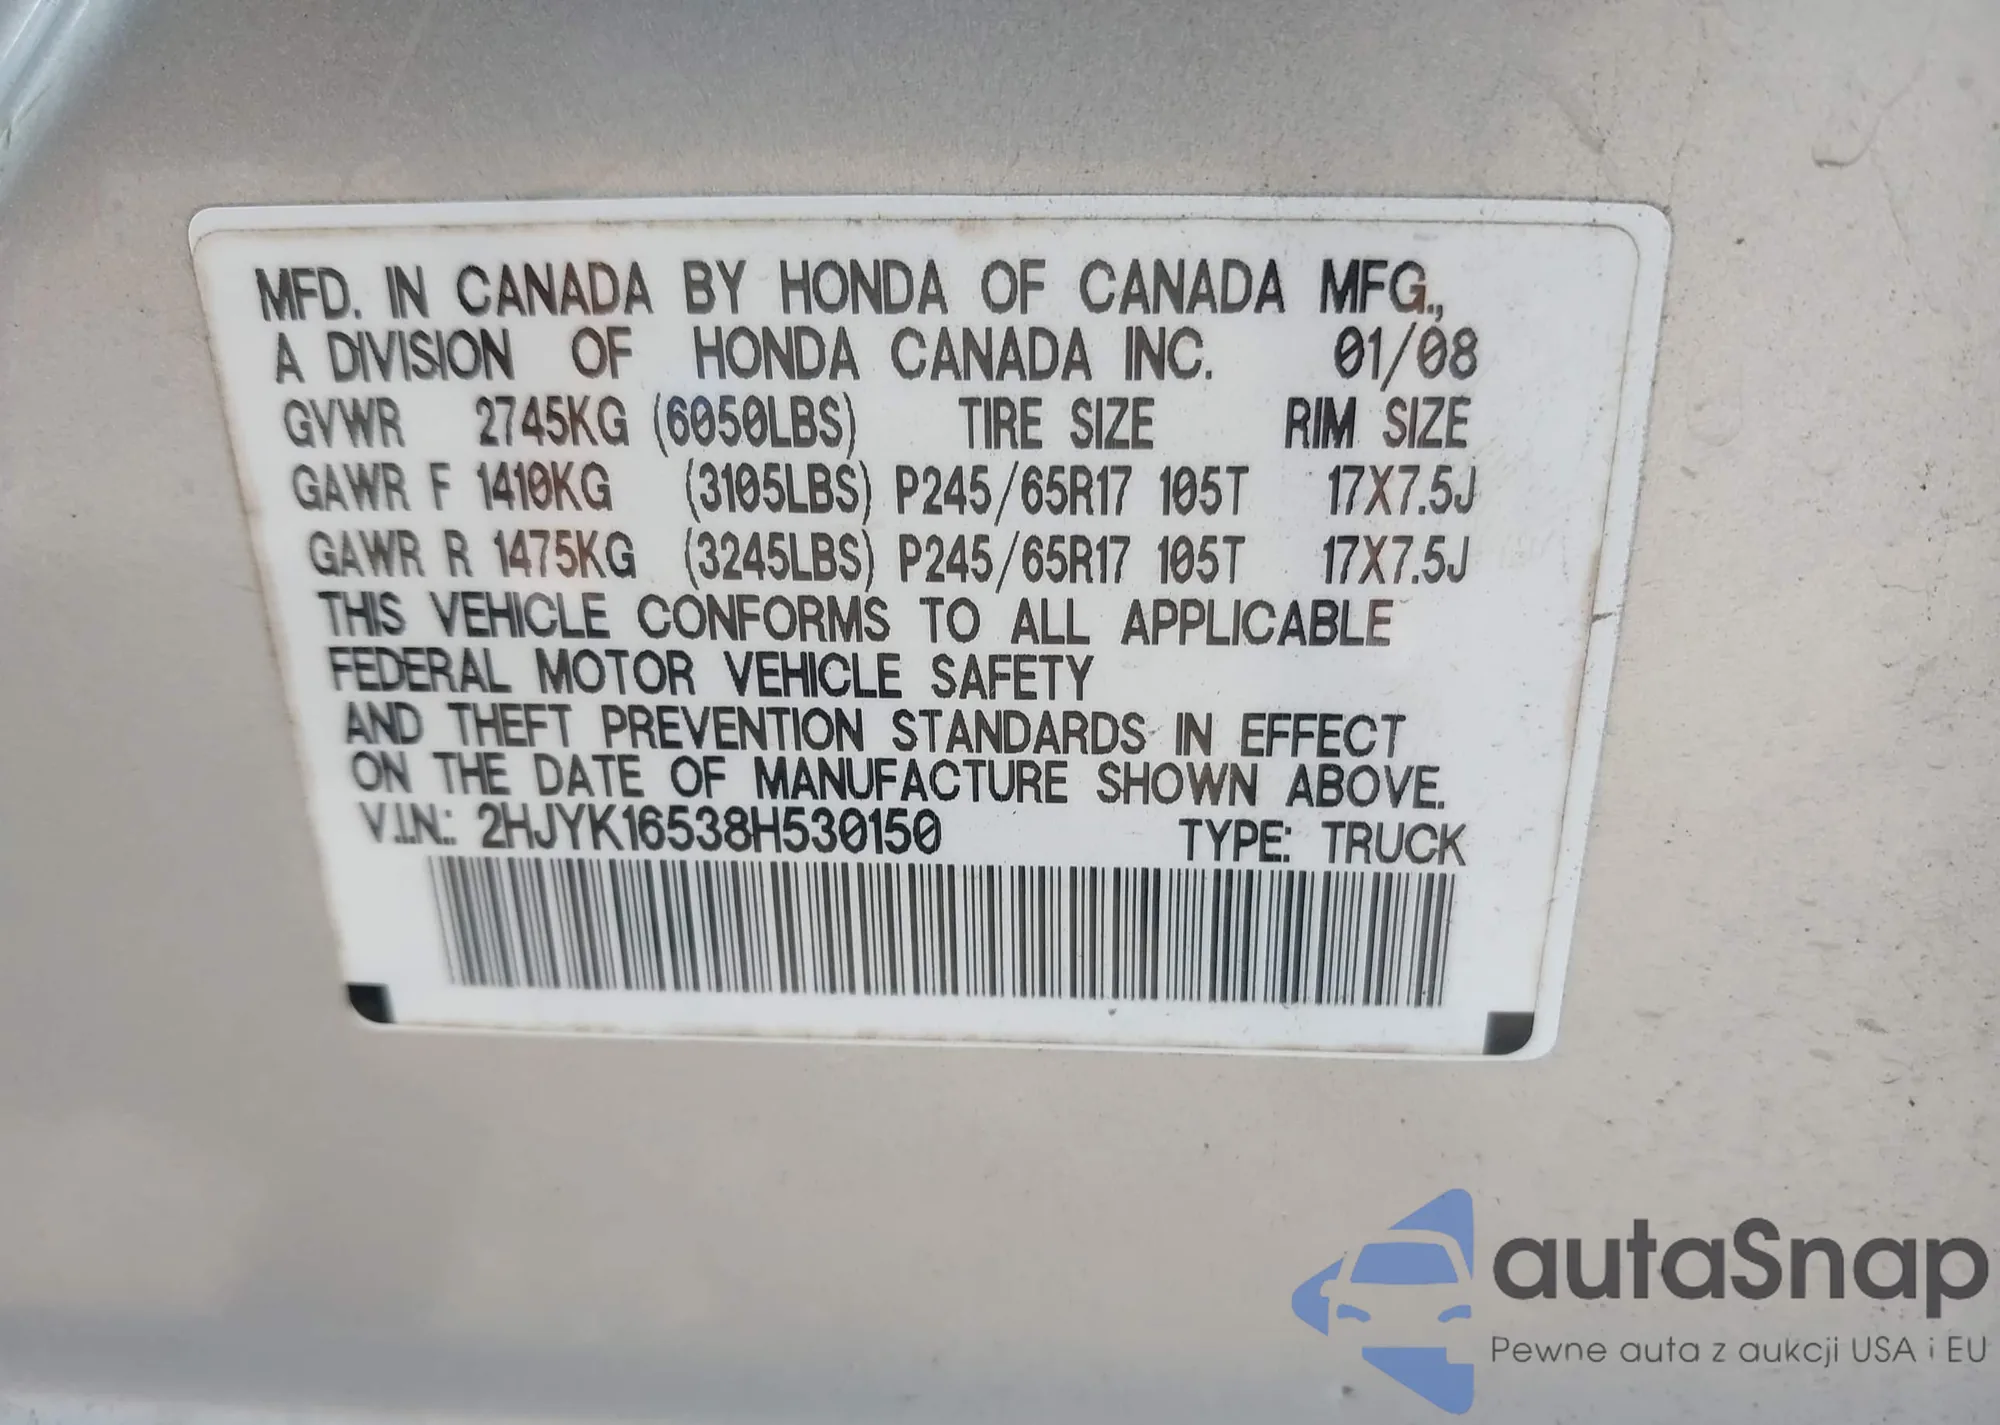 MFD. IN CANADA BY HONDA OF CANADA MFG.,
A DIVISION OF HONDA CANADA INC. 01/08
GVWR 2745KG (6050LBS) TIRE SIZE RIM SIZE
GAWR F 1410KG (3105LBS) P245/65R17 105T 17X7.5J
GAWR R 1475KG (3245LBS) P245/65R17 105T 17X7.5J
THIS VEHICLE CONFORMS TO ALL APPLICABLE
FEDERAL MOTOR VEHICLE SAFETY
AND THEFT PREVENTION STANDARDS IN EFFECT
ON THE DATE OF MANUFACTURE SHOWN ABOVE.
V.I.N.: 2HJYK16538H530150 TYPE: TRUCK
autaSnap
Pewne auta z aukcji USA i EU